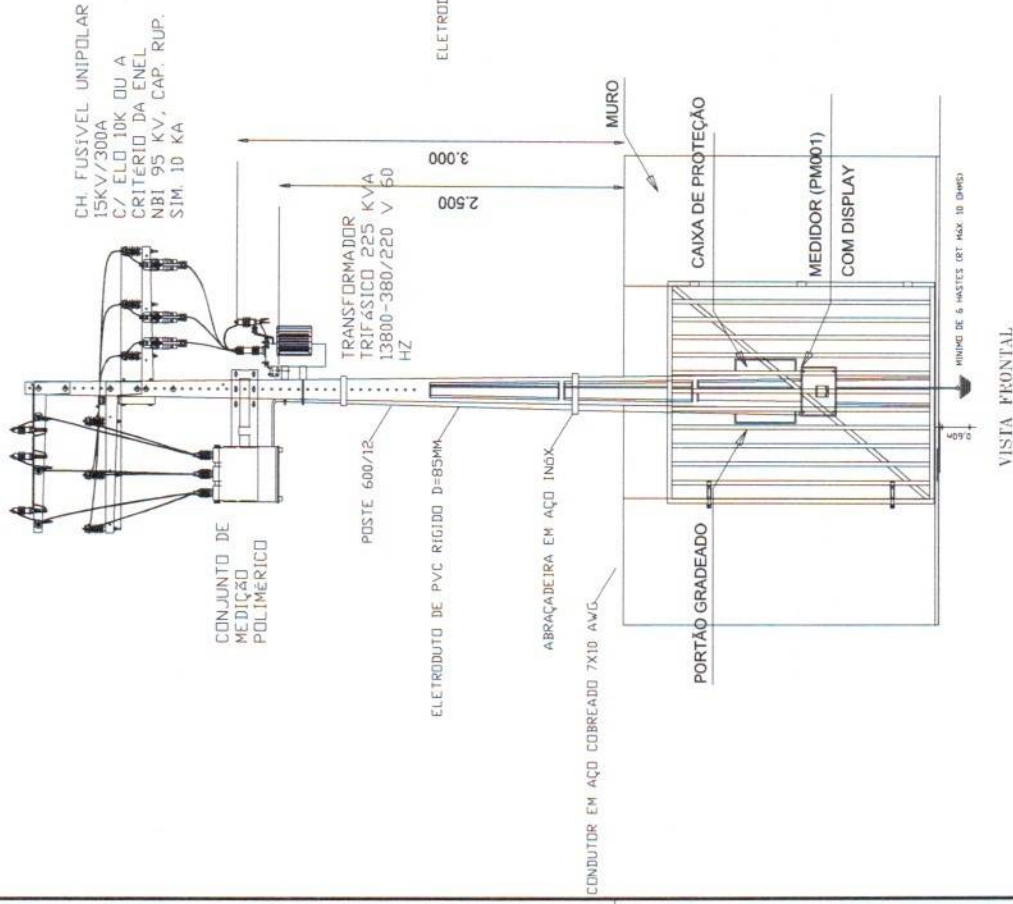 CH. FUSÍVEL UNIPOLAR
15KV/300A
C/ ELO 10K OU A
CRITÉRIO DA ENEL
NBI 95 KV, CAP. RUP.
SIM. 10 KA
ELETROD
3.000
2.500
TRANSFORMADOR
TRIFÁSICO 225 KVA
13800-380/220 V 60
HZ
CONJUNTO DE
MEDIÇÃO
POLIMÉRICO
POSTE 600/12
ELETRODUTO DE PVC RÍGIDO D=85MM
ABRAÇADEIRA EM AÇO INÓX
CONDUTOR EM AÇO COBREADO 7X10 AWG
MURO
CAIXA DE PROTEÇÃO
MEDIDOR (PM001)
COM DISPLAY
PORTÃO GRADEADO
MINIMO DE 6 HASTES (RT MÁX 10 OHMS)
0.60
VISTA FRONTAL